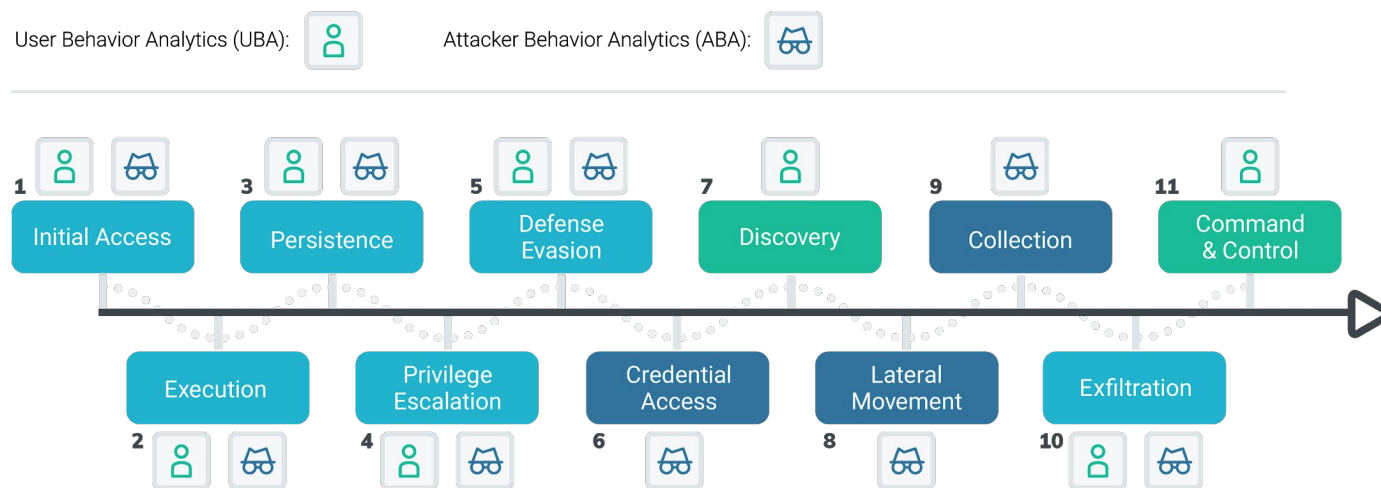 User Behavior Analytics (UBA):
Attacker Behavior Analytics (ABA):
1
Initial Access
2
Execution
3
Persistence
4
Privilege
Escalation
5
Defense
Evasion
6
Credential
Access
7
Discovery
8
Lateral
Movement
9
Collection
10
Exfiltration
11
Command
& Control